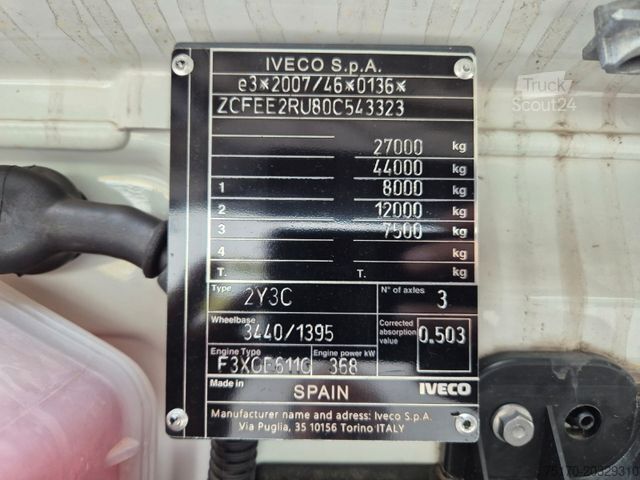 IVECO S.p.A.
e3*2007/46*0136*
ZCFEE2RU80C543323
27000 kg
44000 kg
1 8000 kg
2 12000 kg
3 7500 kg
4 kg
T. T. kg
Type 2Y3C N° of axles 3
Wheelbase 3440/1395 Corrected absorption value 0.503
Engine Type F3XCF611C Engine power kW 368
Made in SPAIN IVECO
Manufacturer name and adress: Iveco S.p.A.
Via Puglia, 35 10156 Torino ITALY
Truck
Scout24